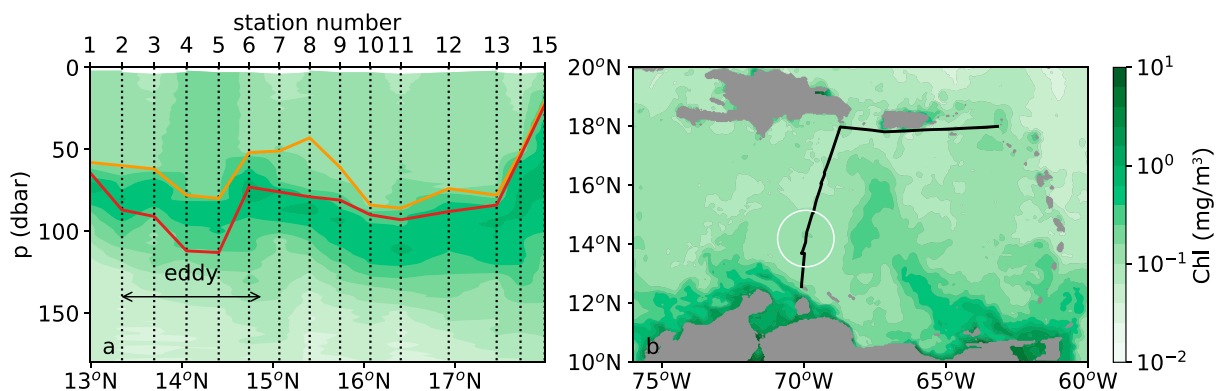 station number
1 2 3 4 5 6 7 8 9 10 11 12 13 15
0
50
100
150
p (dbar)
eddy
a
13°N 14°N 15°N 16°N 17°N
20°N
18°N
16°N
14°N
12°N
10°N
b
75°W 70°W 65°W 60°W
10¹
10⁰
10⁻¹
10⁻²
Chl (mg/m³)